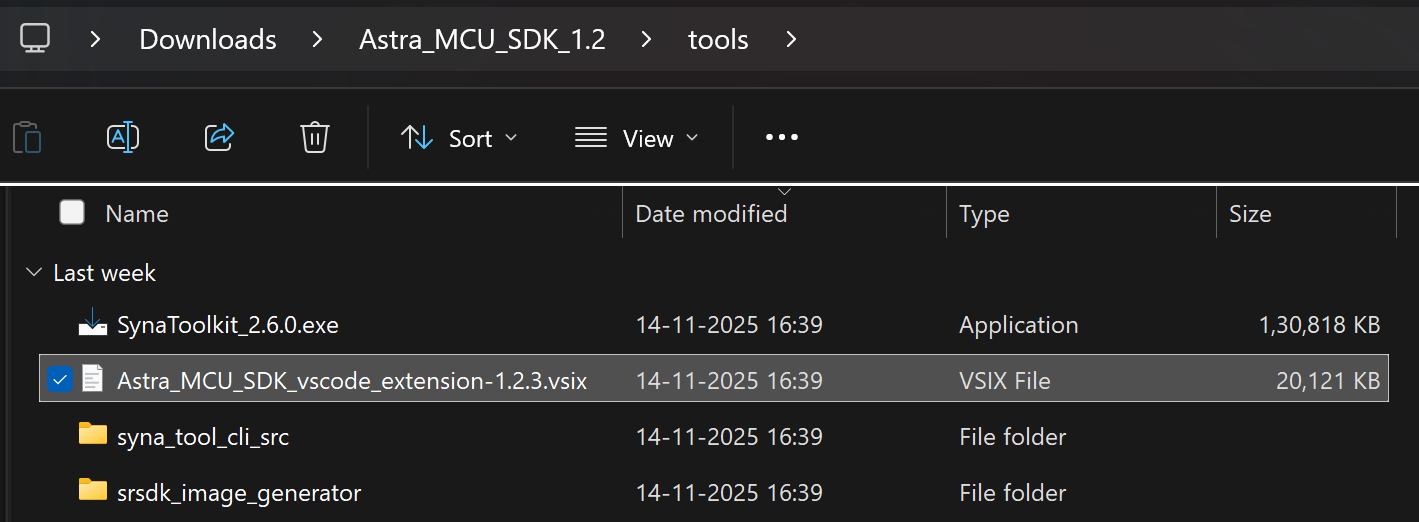 Downloads > Astra_MCU_SDK_1.2 > tools >
Sort View
Name Date modified Type Size
Last week
SynaToolkit_2.6.0.exe 14-11-2025 16:39 Application 1,30,818 KB
Astra_MCU_SDK_vscode_extension-1.2.3.vsix 14-11-2025 16:39 VSIX File 20,121 KB
syna_tool_cli_src 14-11-2025 16:39 File folder
srsdk_image_generator 14-11-2025 16:39 File folder